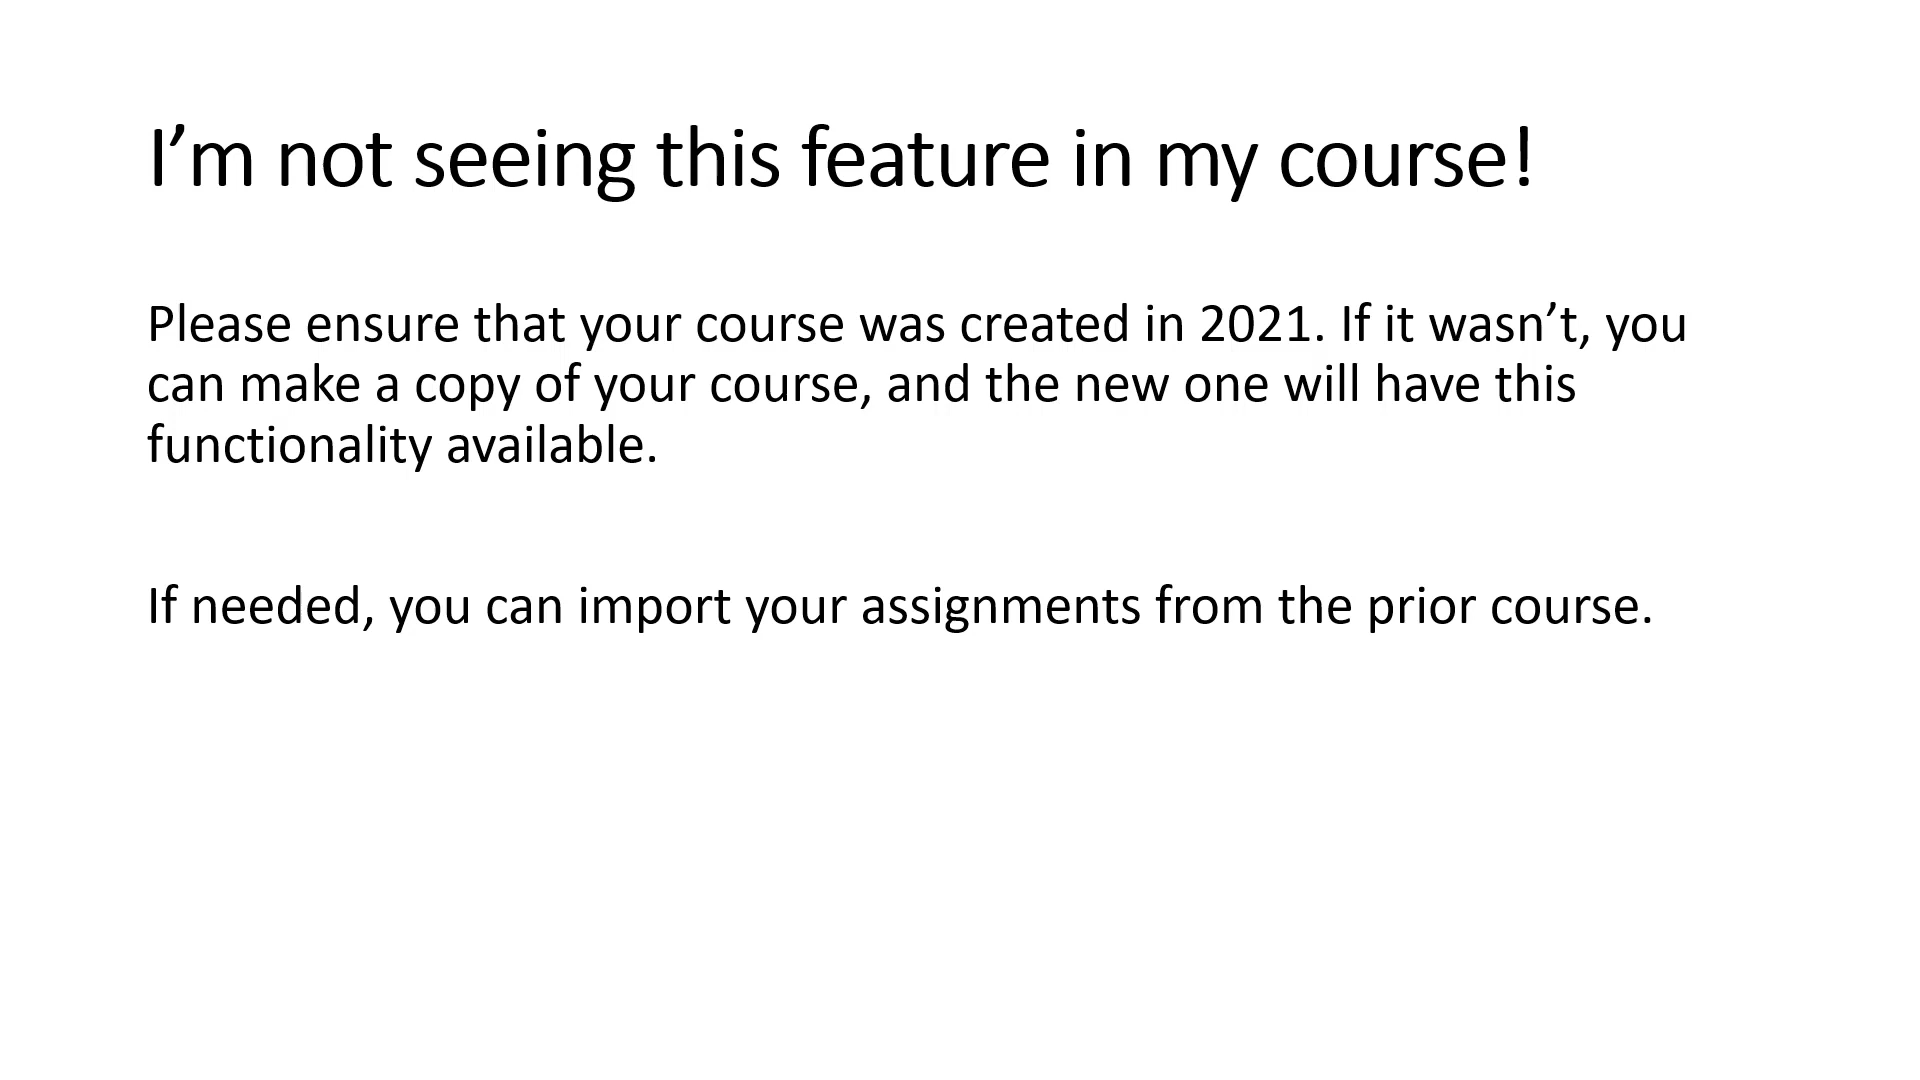 I’m not seeing this feature in my course!
Please ensure that your course was created in 2021. If it wasn’t, you
can make a copy of your course, and the new one will have this
functionality available.
If needed, you can import your assignments from the prior course.